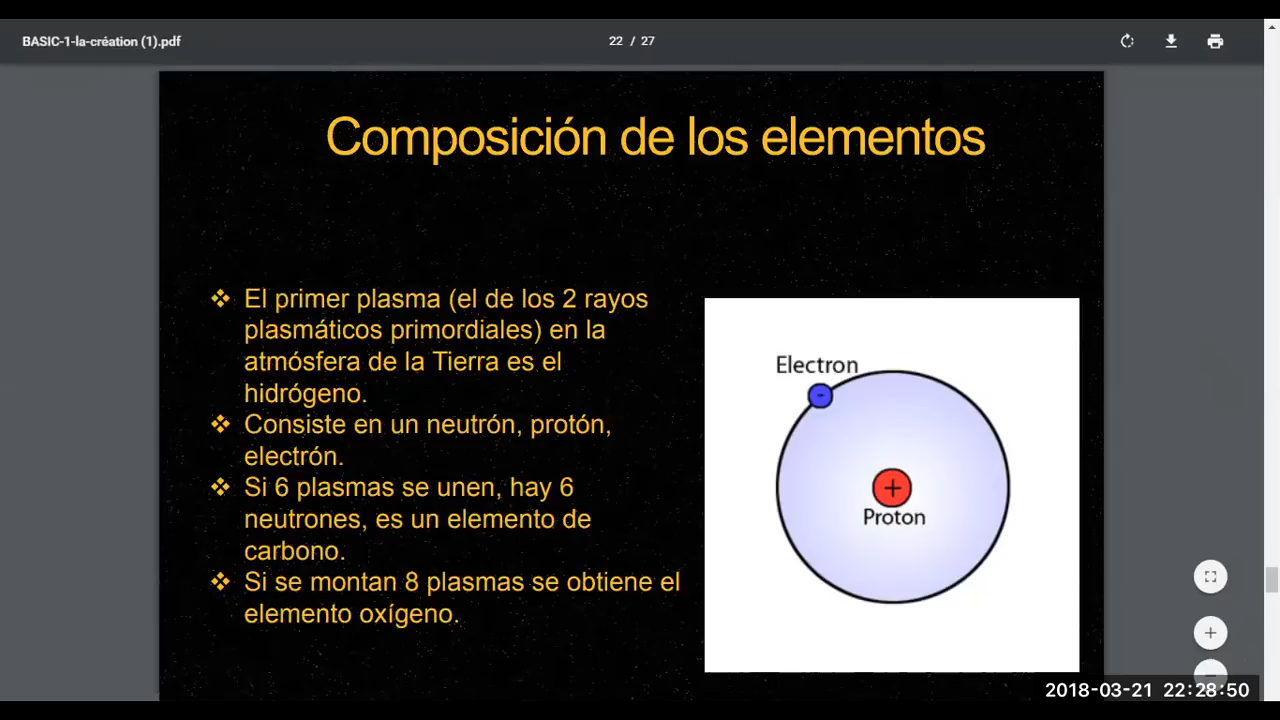 BASIC-1-la-création (1).pdf
22 / 27
Composición de los elementos
❖ El primer plasma (el de los 2 rayos
plasmáticos primordiales) en la
atmósfera de la Tierra es el
hidrógeno.
❖ Consiste en un neutrón, protón,
electrón.
❖ Si 6 plasmas se unen, hay 6
neutrones, es un elemento de
carbono.
❖ Si se montan 8 plasmas se obtiene el
elemento oxígeno.
Electron
-
+
Proton
2018-03-21 22:28:50